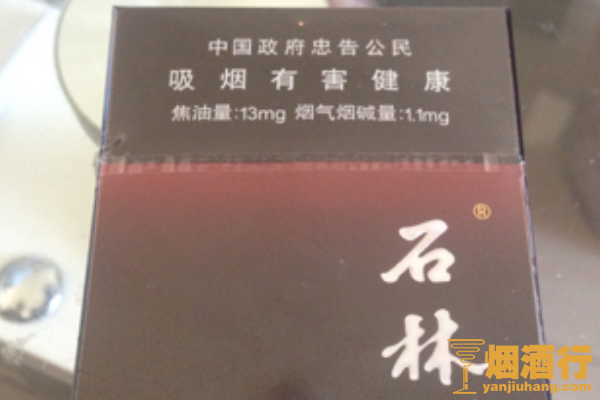 中国政府忠告公民
吸烟有害健康
焦油量:13mg 烟气烟碱量:1.1mg
石林®
烟酒行
yanjiuhang.com